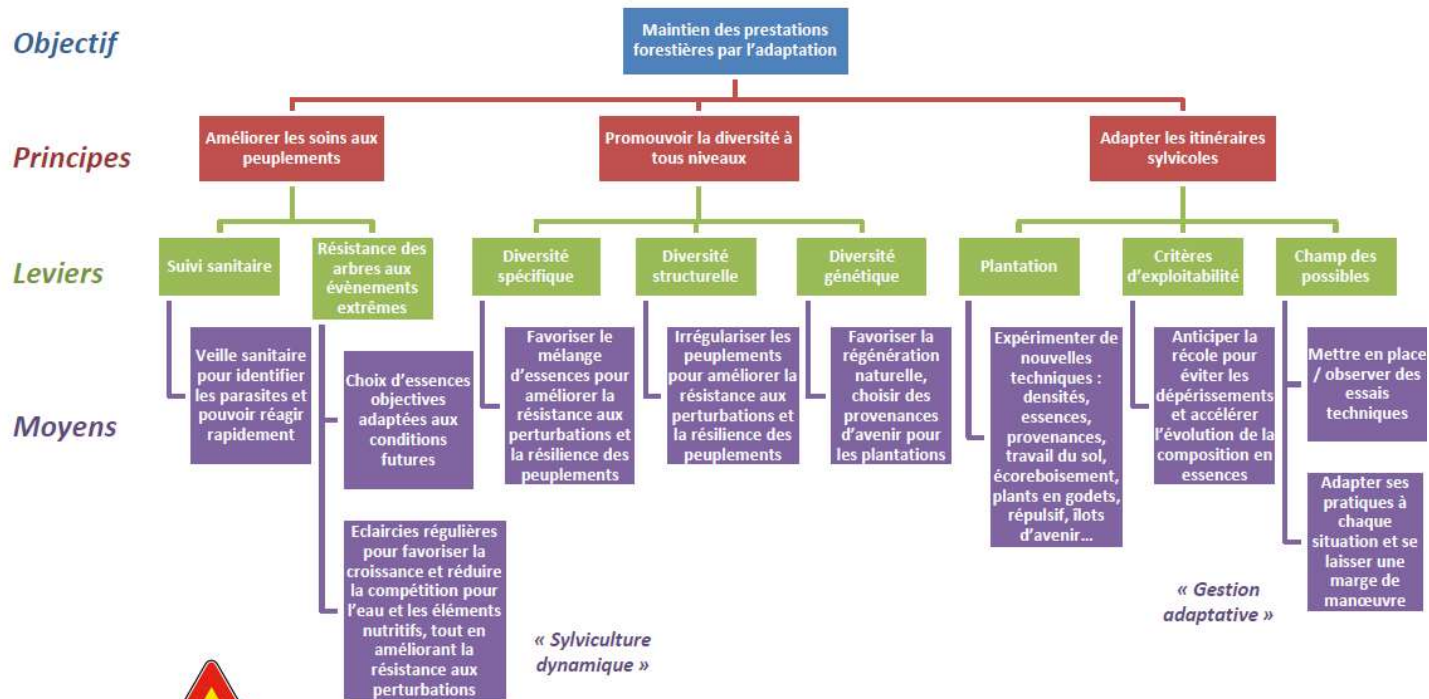 Objectif
Maintien des prestations
forestières par l'adaptation
Principes
Améliorer les soins aux
peuplements
Promouvoir la diversité à
tous niveaux
Adapter les itinéraires
sylvicoles
Leviers
Suivi sanitaire
Résistance des
arbres aux
évènements
extrêmes
Diversité
spécifique
Diversité
structurelle
Diversité
génétique
Plantation
Critères
d'exploitabilité
Champ des
possibles
Moyens
Veille sanitaire
pour identifier
les parasites et
pouvoir réagir
rapidement
Choix d'essences
objectives
adaptées aux
conditions
futures
Eclaircies régulières
pour favoriser la
croissance et réduire
la compétition pour
l'eau et les éléments
nutritifs, tout en
améliorant la
résistance aux
perturbations
Favoriser le
mélange
d'essences pour
améliorer la
résistance aux
perturbations et
la résilience des
peuplements
Irrégulariser les
peuplements
pour améliorer la
résistance aux
perturbations et
la résilience des
peuplements
Favoriser la
régénération
naturelle,
choisir des
provenances
d'avenir pour
les plantations
Expérimenter de
nouvelles
techniques :
densités,
essences,
provenances,
travail du sol,
écoreboisement,
plants en godets,
répulsif, îlots
d'avenir…
Anticiper la
récole pour
éviter les
dépérissements
et accélérer
l'évolution de la
composition en
essences
Mettre en place
/ observer des
essais
techniques
Adapter ses
pratiques à
chaque
situation et se
laisser une
marge de
manœuvre
« Sylviculture
dynamique »
« Gestion
adaptative »